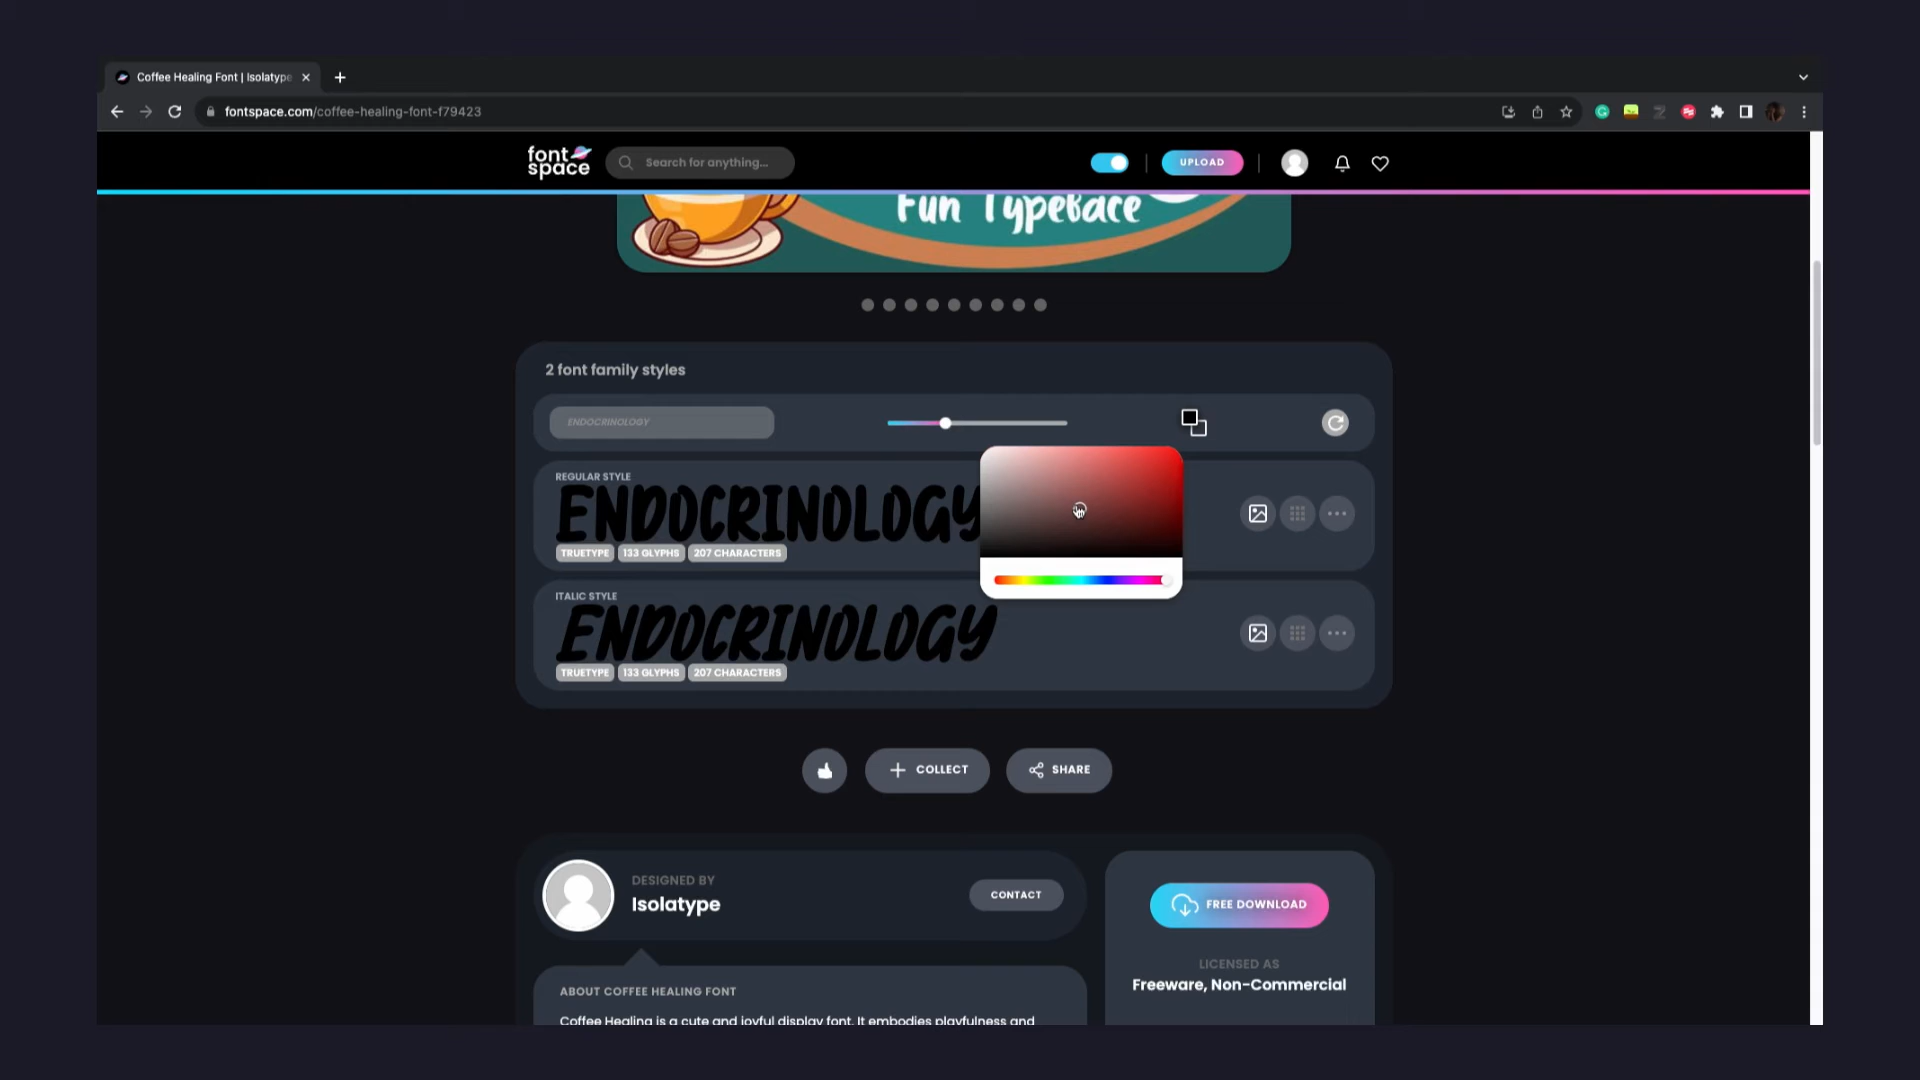 Coffee Healing Font | Isolatype
fontspace.com/coffee-healing-font-f79423
font
space
Search for anything...
UPLOAD
Fun Typeface
2 font family styles
ENDOCRINOLOGY
REGULAR STYLE
ENDOCRINOLOGY
TRUETYPE 133 GLYPHS 207 CHARACTERS
ITALIC STYLE
ENDOCRINOLOGY
TRUETYPE 133 GLYPHS 207 CHARACTERS
COLLECT
SHARE
DESIGNED BY
Isolatype
CONTACT
FREE DOWNLOAD
LICENSED AS
Freeware, Non-Commercial
ABOUT COFFEE HEALING FONT
Coffee Healing is a cute and joyful display font. It embodies playfulness and